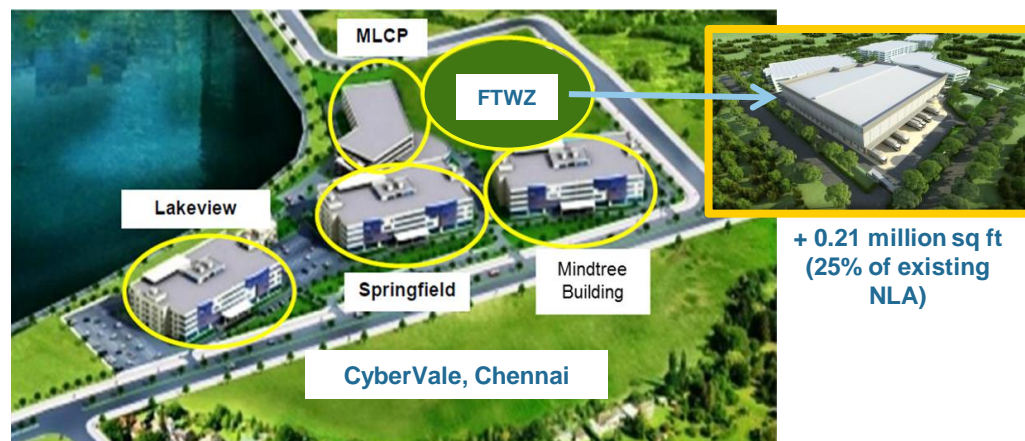 MLCP
FTWZ
Lakeview
Springfield
Mindtree
Building
+ 0.21 million sq ft
(25% of existing
NLA)
CyberVale, Chennai